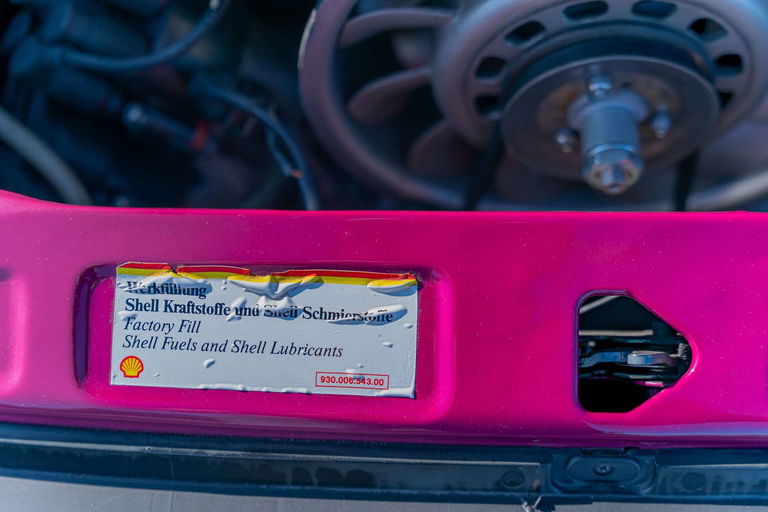 Werkfüllung
Shell Kraftstoffe und Shell Schmierstoffe
Factory Fill
Shell Fuels and Shell Lubricants
930.006.543.00